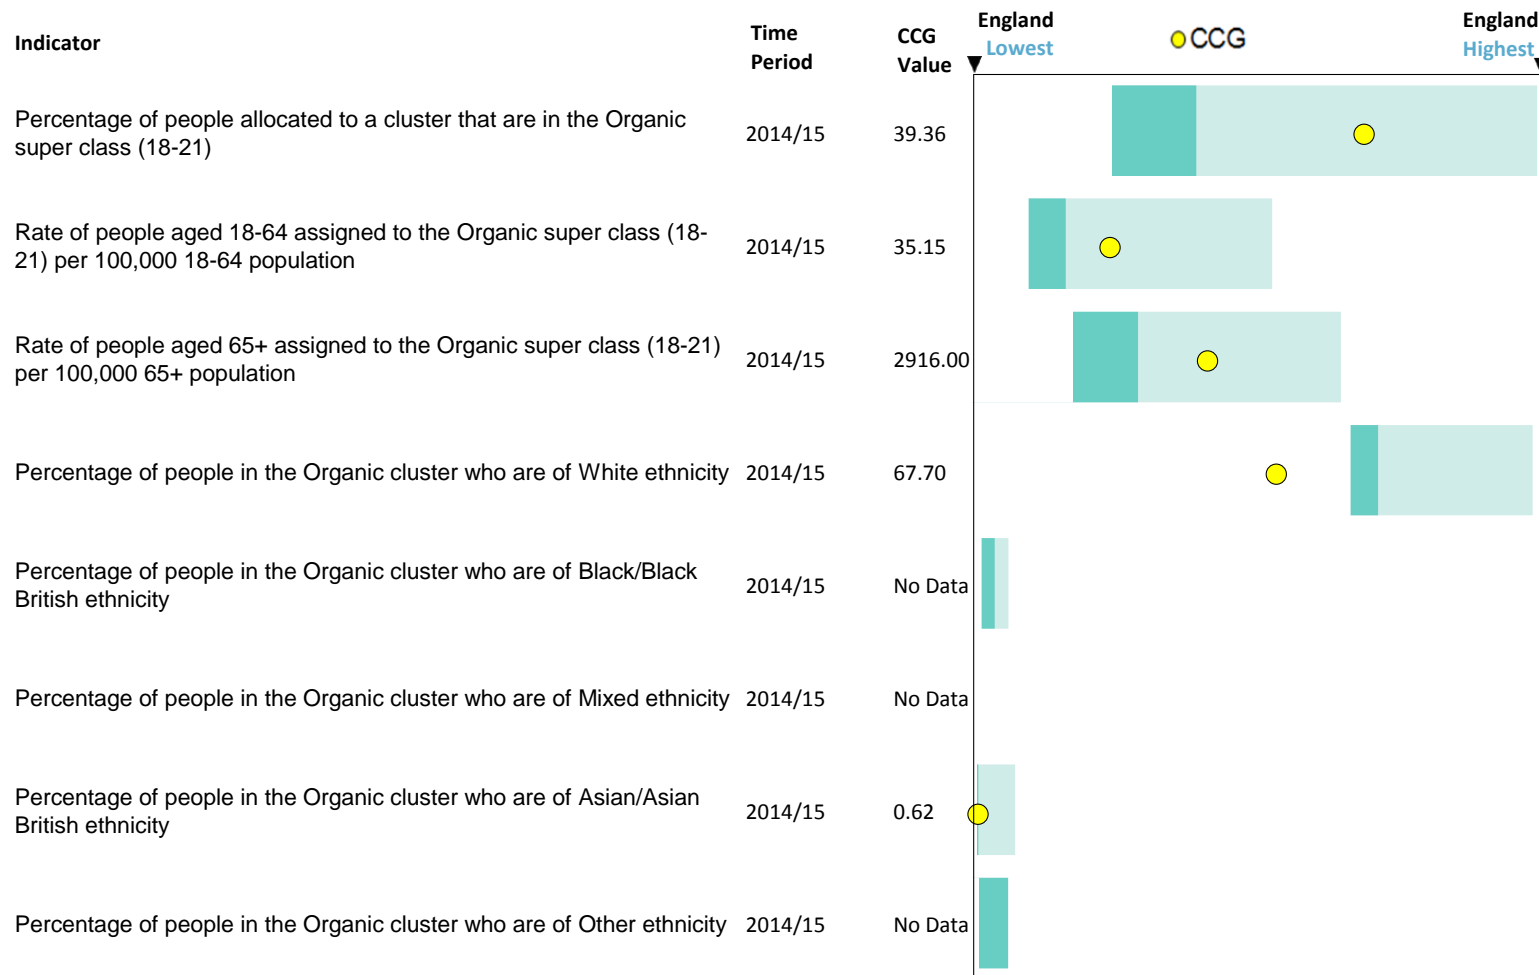 Indicator
Time Period
CCG Value
England Lowest
CCG
England Highest
Percentage of people allocated to a cluster that are in the Organic
super class (18-21)
2014/15
39.36
Rate of people aged 18-64 assigned to the Organic super class (18-
21) per 100,000 18-64 population
2014/15
35.15
Rate of people aged 65+ assigned to the Organic super class (18-21)
per 100,000 65+ population
2014/15
2916.00
Percentage of people in the Organic cluster who are of White ethnicity
2014/15
67.70
Percentage of people in the Organic cluster who are of Black/Black
British ethnicity
2014/15
No Data
Percentage of people in the Organic cluster who are of Mixed ethnicity
2014/15
No Data
Percentage of people in the Organic cluster who are of Asian/Asian
British ethnicity
2014/15
0.62
Percentage of people in the Organic cluster who are of Other ethnicity
2014/15
No Data